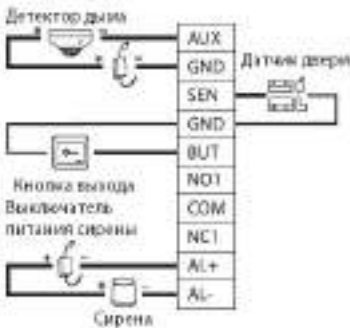 Детектор дыма
AUX
GND
Датчик двери
SEN
GND
BUT
Кнопка выхода
NO1
Выключатель
питания сирены
COM
NC1
AL+
AL-
Сирена